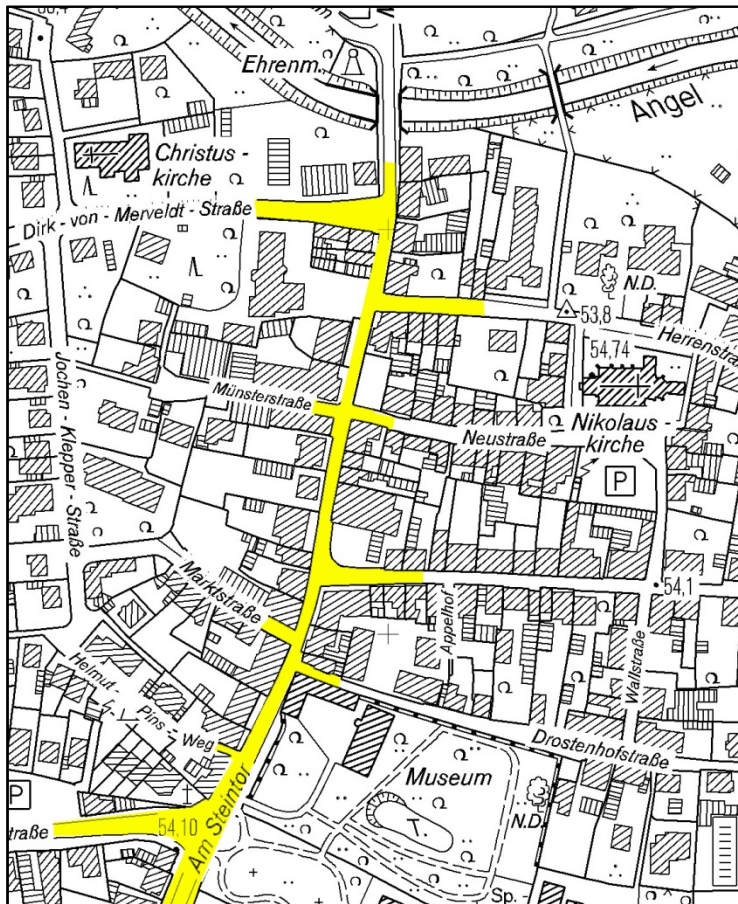 Ehrenm.
Angel
Christus -
kirche
Dirk - von - Merveldt - Straße
N.D.
53,8
Herrenstra
54,74
Jochen - Klepper - Straße
Münsterstraße
Neustraße
Nikolaus -
kirche
P
Marktstraße
Appelhof
54,1
Wallstraße
Helmut - Pins - Weg
Drostenhofstraße
Museum
Am Steintor
P
54,10
traße
T.
N.D.
Sp.-